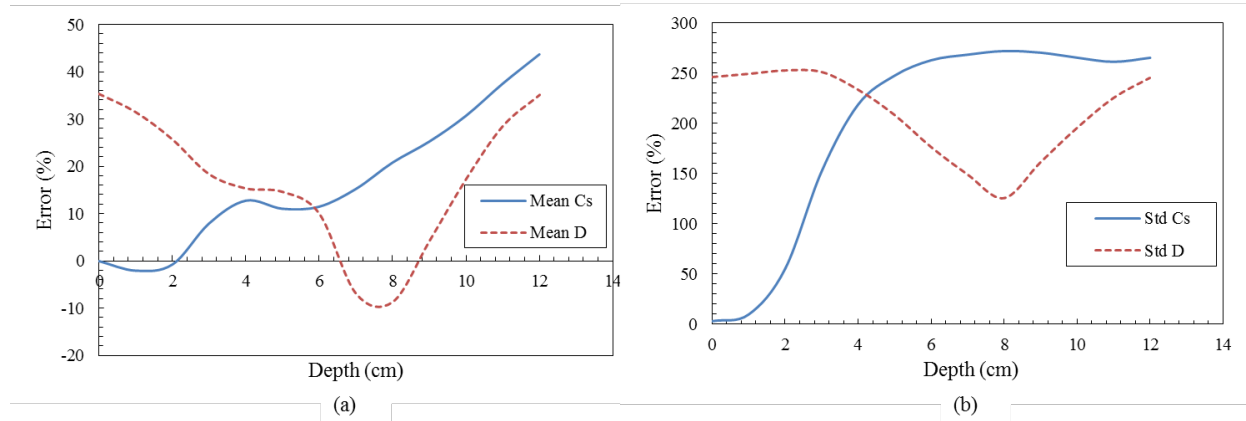 50
40
30
20
10
0
-10
-20
Error (%)
0 2 4 6 8 10 12 14
Depth (cm)
Mean Cs
Mean D
(a)
300
250
200
150
100
50
0
Error (%)
0 2 4 6 8 10 12 14
Depth (cm)
Std Cs
Std D
(b)